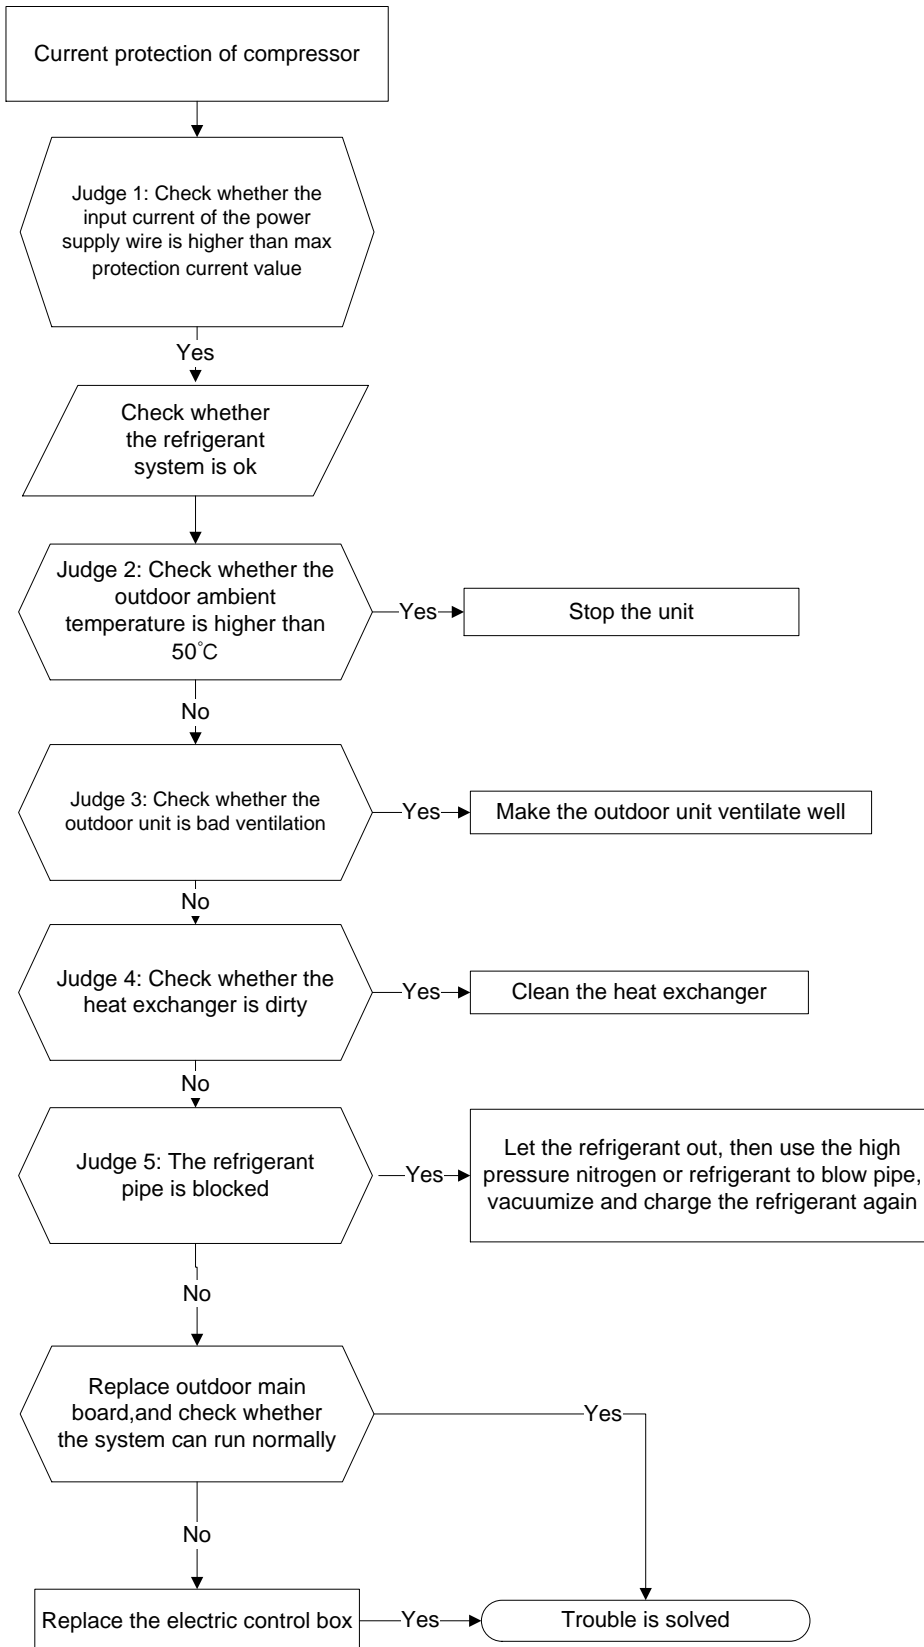 Current protection of compressor
Judge 1: Check whether the
input current of the power
supply wire is higher than max
protection current value
Yes
Check whether
the refrigerant
system is ok
Judge 2: Check whether the
outdoor ambient
temperature is higher than
50°C
Yes
Stop the unit
No
Judge 3: Check whether the
outdoor unit is bad ventilation
Yes
Make the outdoor unit ventilate well
No
Judge 4: Check whether the
heat exchanger is dirty
Yes
Clean the heat exchanger
No
Judge 5: The refrigerant
pipe is blocked
Yes
Let the refrigerant out, then use the high
pressure nitrogen or refrigerant to blow pipe,
vacuumize and charge the refrigerant again
No
Replace outdoor main
board,and check whether
the system can run normally
Yes
No
Replace the electric control box
Yes
Trouble is solved